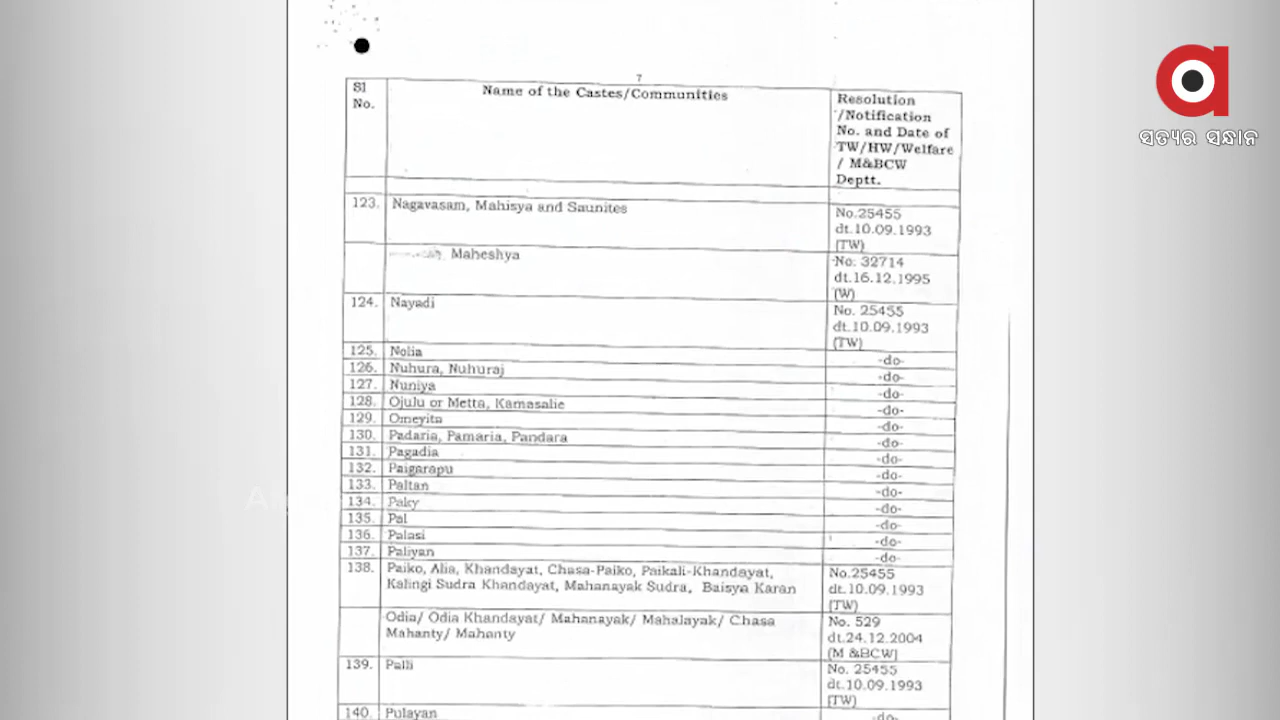 7
Sl
No.
Name of the Castes/Communities
Resolution
/Notification
No. and Date of
TW/HW/Welfare
/ M&BCW
Deptt.
123. Nagavasam, Mahisya and Saunites
No.25455
dt.10.09.1993
(TW)
Maheshya
No. 32714
dt.16.12.1995
(W)
124. Nayadi
No. 25455
dt.10.09.1993
(TW)
125. Nolia -do-
126. Nuhura, Nuhuraj -do-
127. Nuniya -do-
128. Ojulu or Metta, Kamasalie -do-
129. Omeyita -do-
130. Padaria, Pamaria, Pandara -do-
131. Pagadia -do-
132. Paigarapu -do-
133. Paltan -do-
134. Paky -do-
135. Pal -do-
136. Palasi -do-
137. Paliyan -do-
138. Paiko, Alia, Khandayat, Chasa-Paiko, Paikali-Khandayat,
Kalingi Sudra Khandayat, Mahanayak Sudra, Baisya Karan
No.25455
dt.10.09.1993
(TW)
Odia/ Odia Khandayat/ Mahanayak/ Mahalayak/ Chasa
Mahanty/ Mahanty
No. 529
dt.24.12.2004
(M &BCW)
139. Palli
No. 25455
dt.10.09.1993
(TW)
140. Pulayan -do-
ସତ୍ୟର ସନ୍ଧାନ